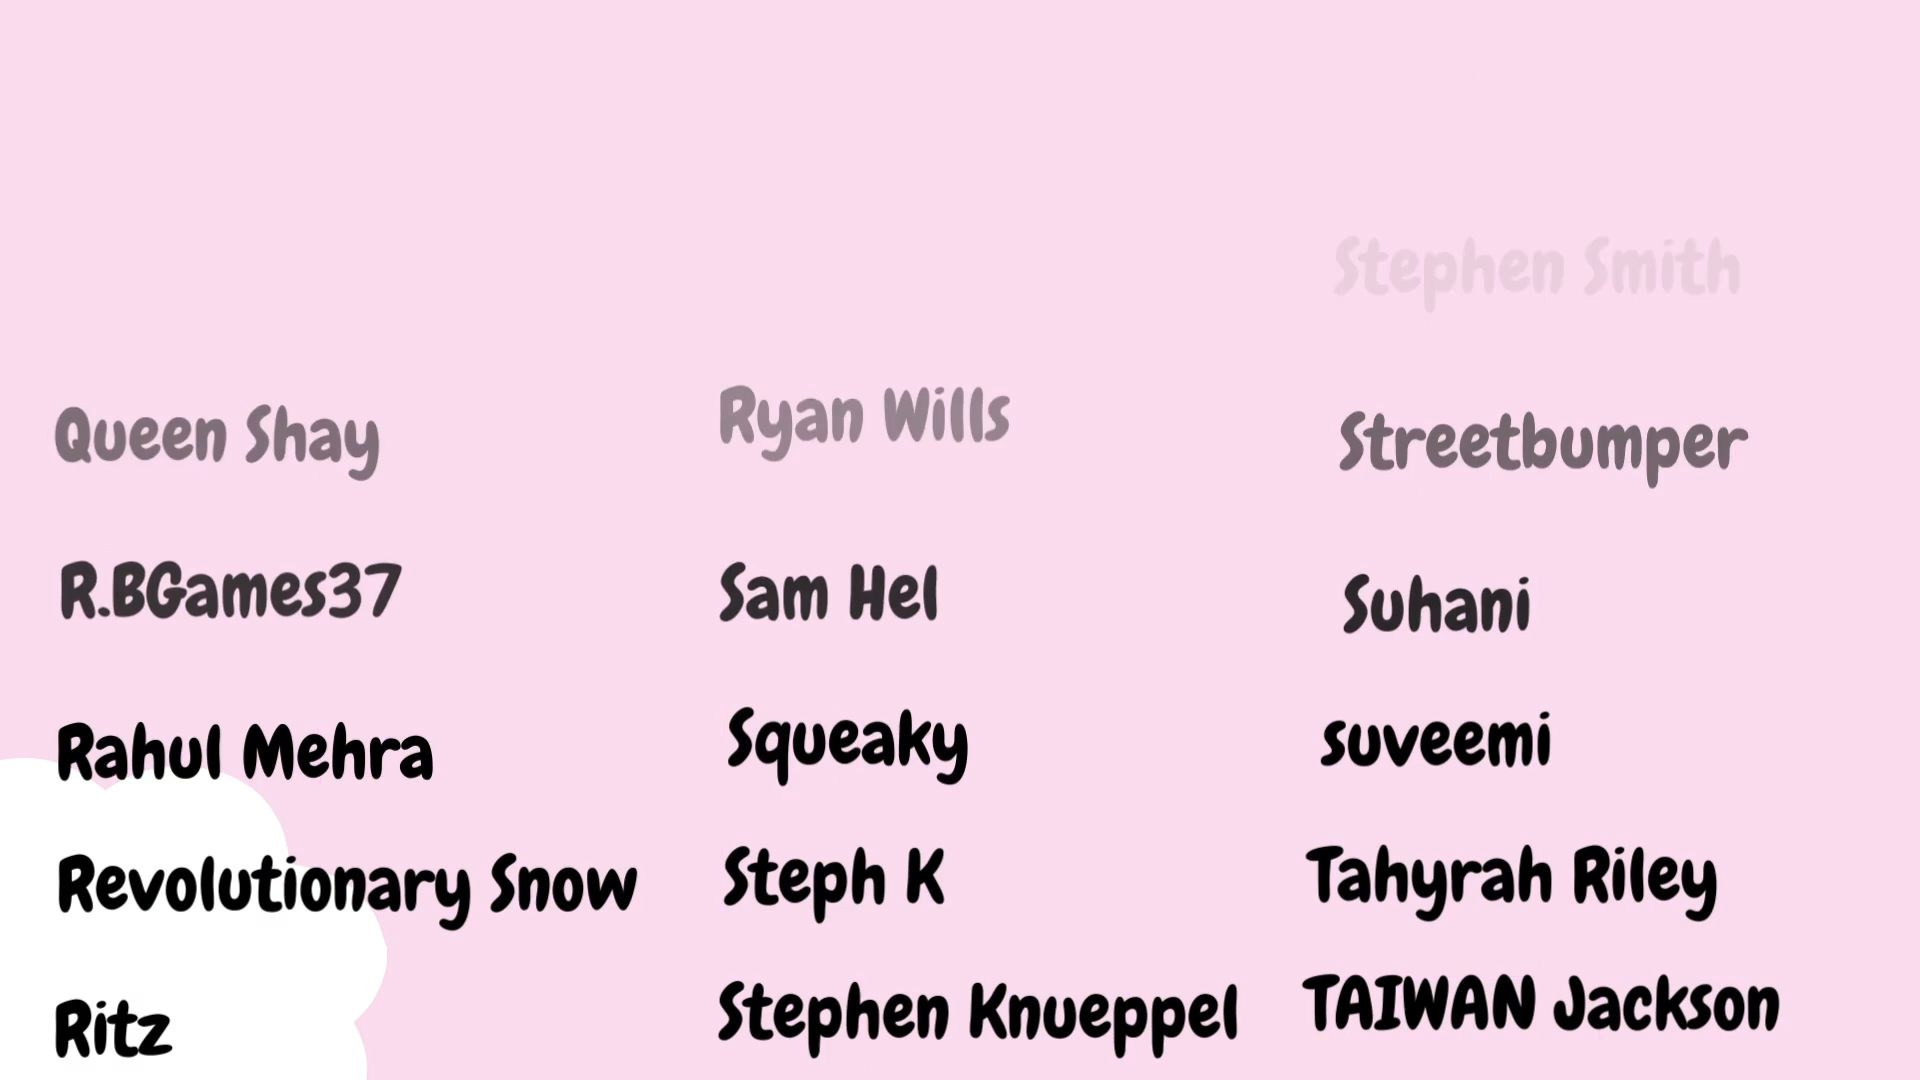 Queen Shay
R.BGames37
Rahul Mehra
Revolutionary Snow
Ritz
Ryan Wills
Sam Hel
Squeaky
Steph K
Stephen Knueppel
Stephen Smith
Streetbumper
Suhani
suveemi
Tahyrah Riley
TAIWAN Jackson